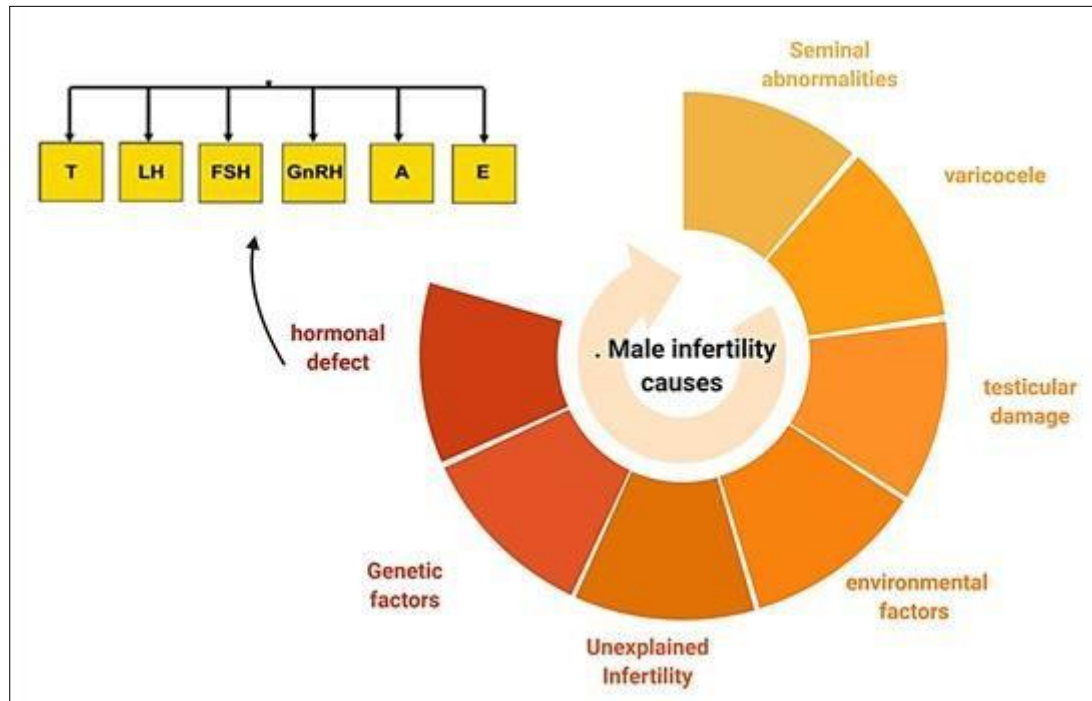 Seminal
abnormalities
T LH FSH GnRH A E
varicocele
hormonal
defect
. Male infertility
causes
testicular
damage
Genetic
factors
environmental
factors
Unexplained
Infertility